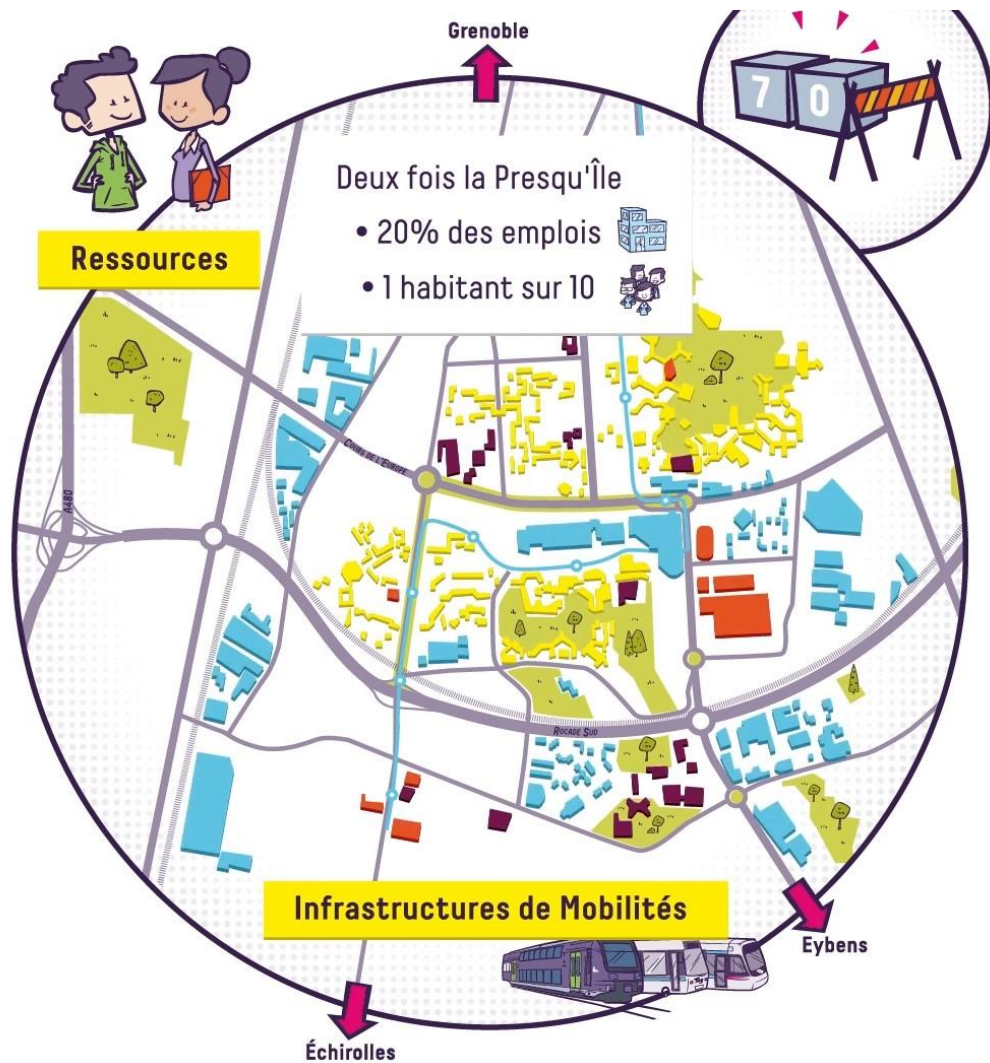 Grenoble
7 0
Deux fois la Presqu'Île
• 20% des emplois
• 1 habitant sur 10
Ressources
COURS DE L'EUROPE
A480
ROCADE SUD
Infrastructures de Mobilités
Eybens
Échirolles